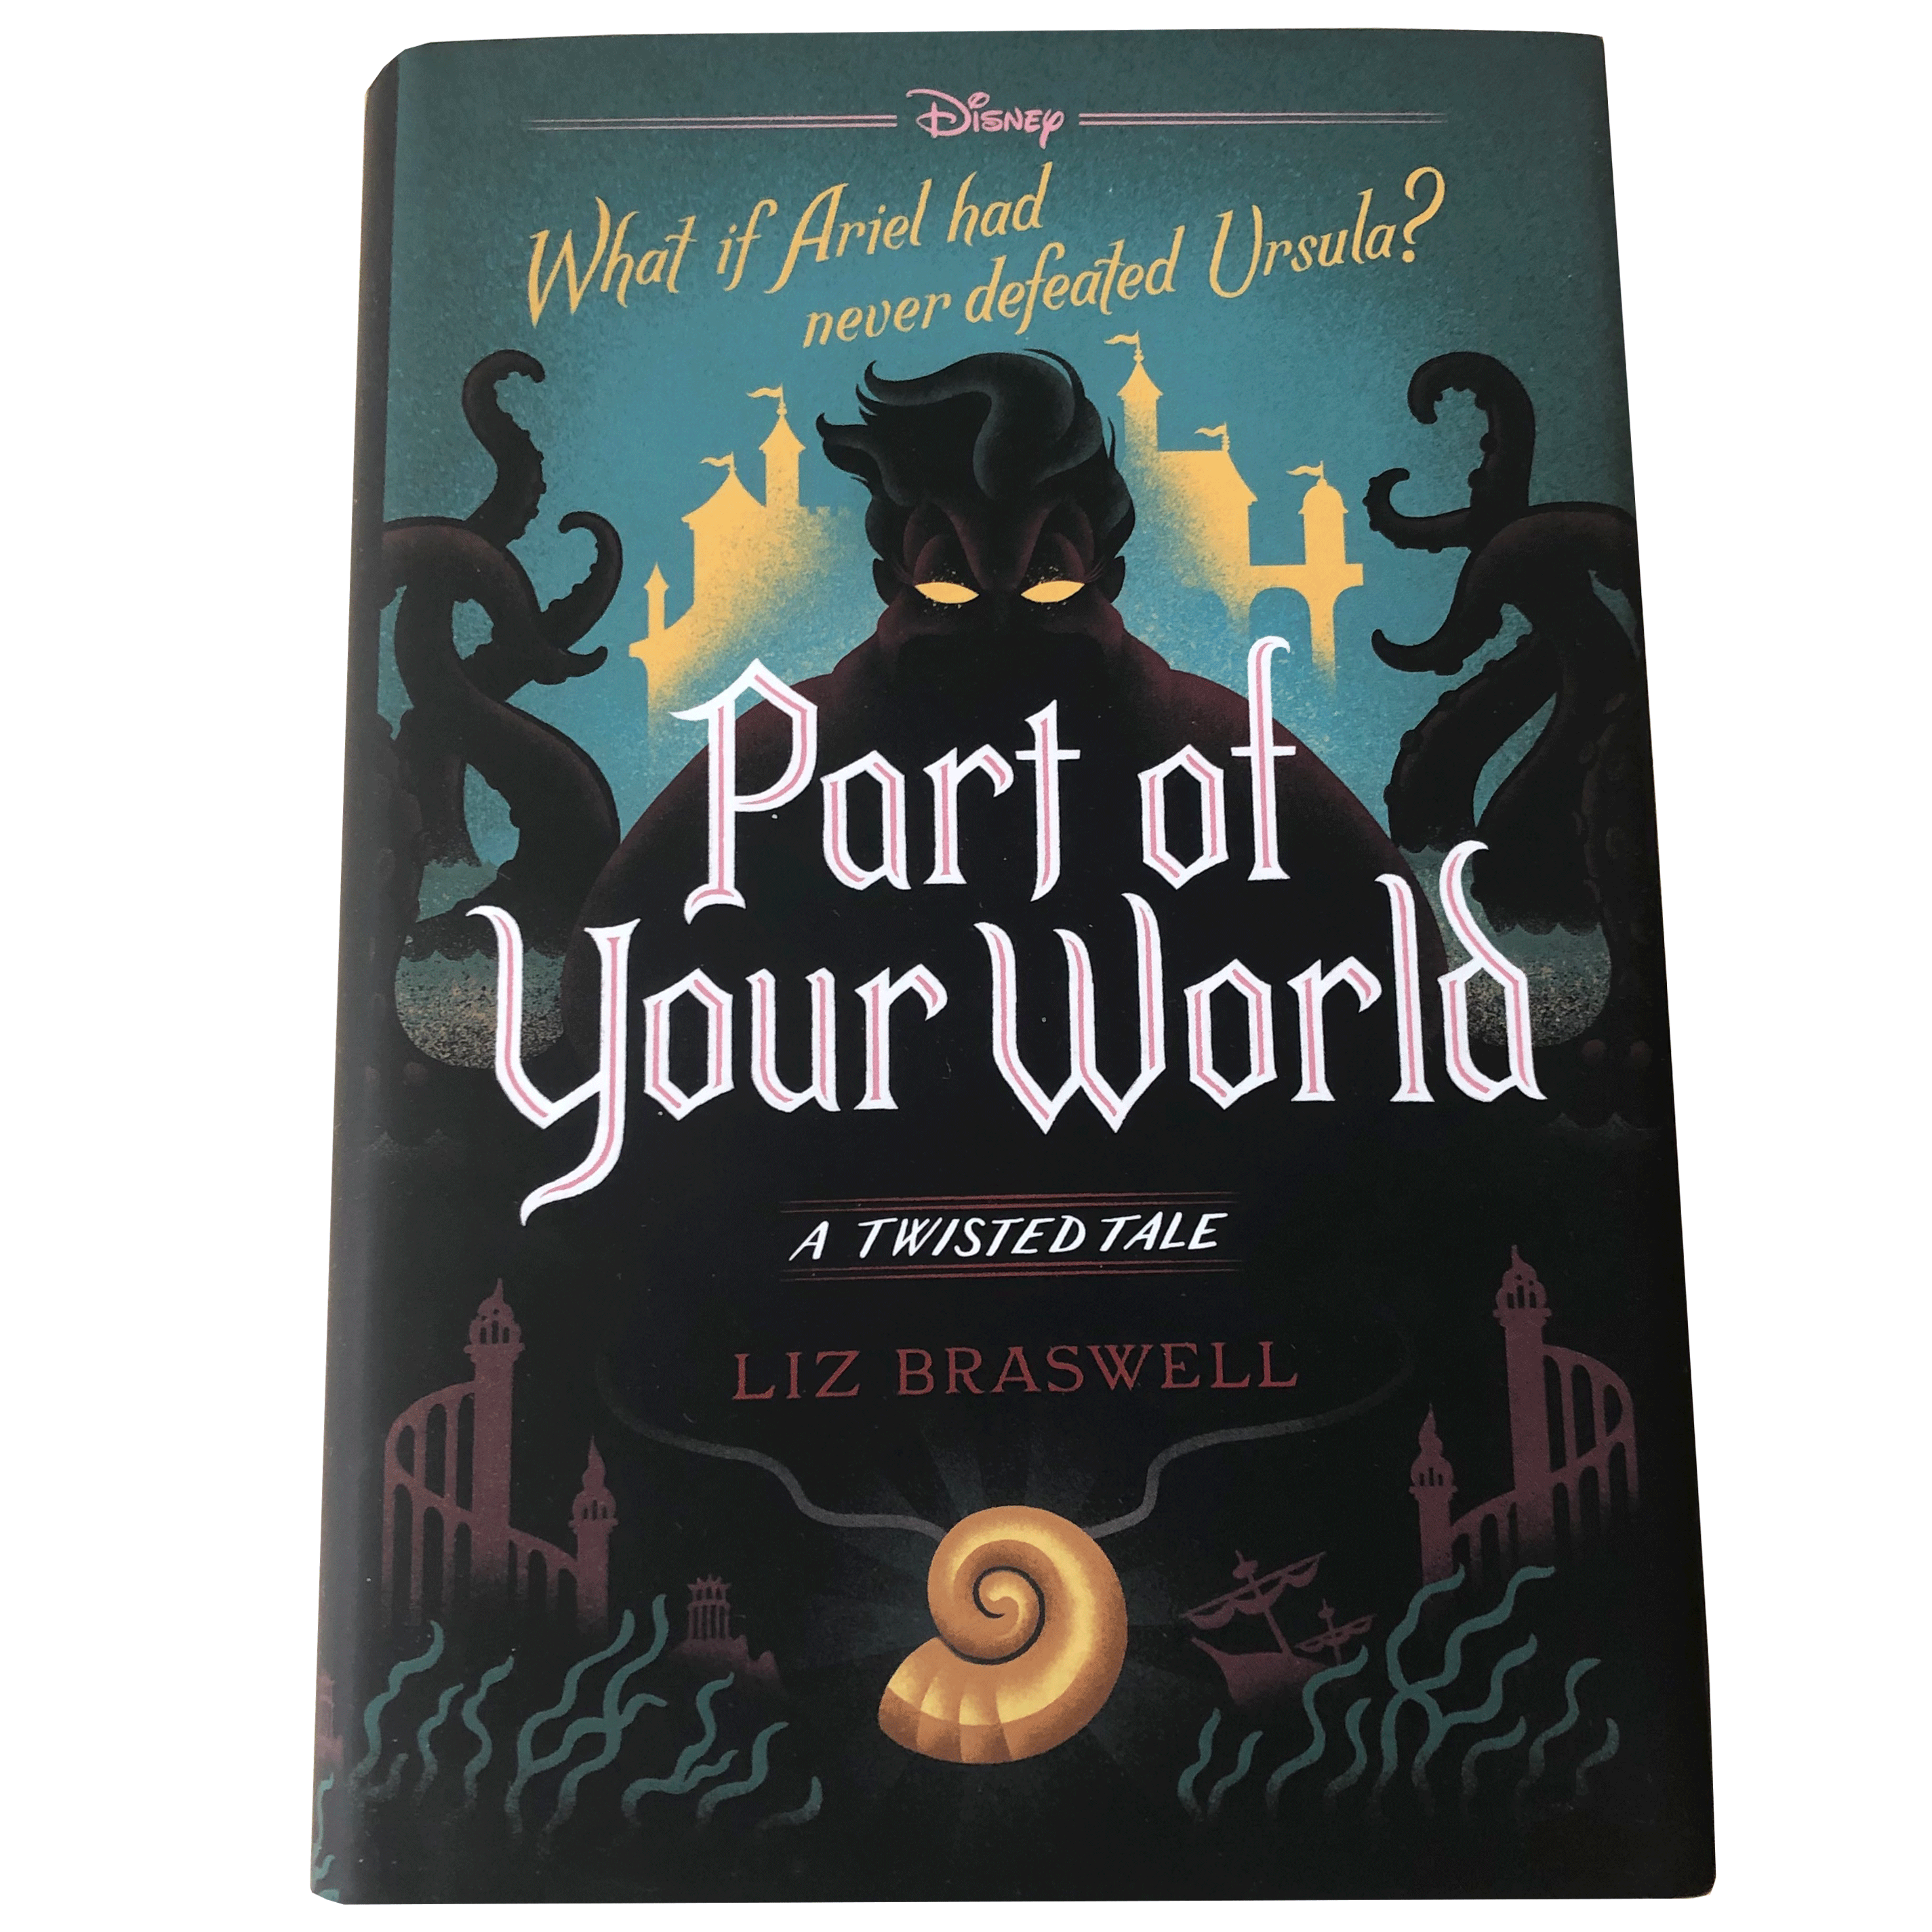 Disney
What if Ariel had
never defeated Ursula?
Part of
Your World
A TWISTED TALE
LIZ BRASWELL